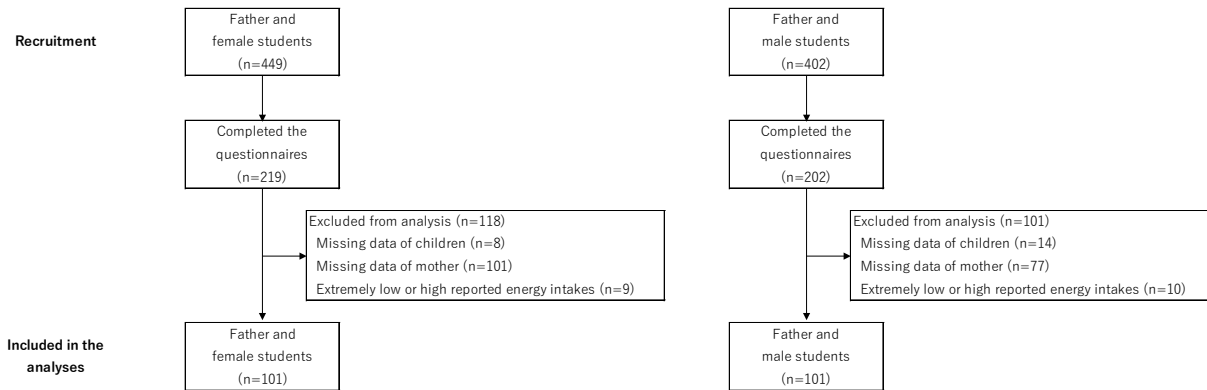 Recruitment
Father and
female students
(n=449)
Father and
male students
(n=402)
Completed the
questionnaires
(n=219)
Completed the
questionnaires
(n=202)
Excluded from analysis (n=118)
Missing data of children (n=8)
Missing data of mother (n=101)
Extremely low or high reported energy intakes (n=9)
Excluded from analysis (n=101)
Missing data of children (n=14)
Missing data of mother (n=77)
Extremely low or high reported energy intakes (n=10)
Included in the
analyses
Father and
female students
(n=101)
Father and
male students
(n=101)